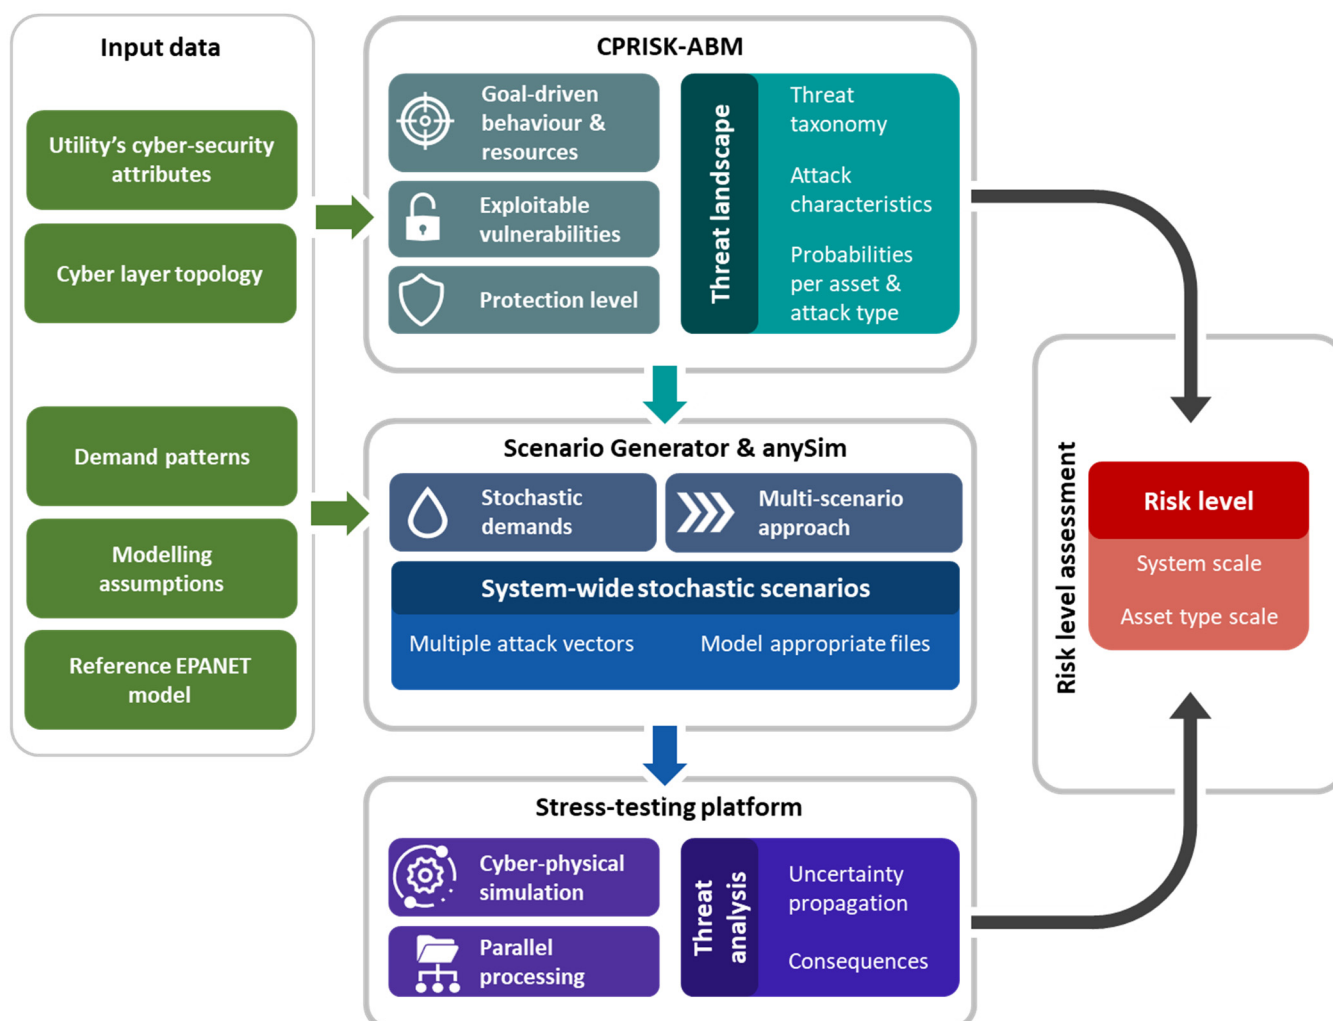 Input data
Utility's cyber-security
attributes
Cyber layer topology
Demand patterns
Modelling
assumptions
Reference EPANET
model
CPRISK-ABM
Goal-driven
behaviour &
resources
Exploitable
vulnerabilities
Protection level
Threat landscape
Threat
taxonomy
Attack
characteristics
Probabilities
per asset &
attack type
Scenario Generator & anySim
Stochastic
demands
Multi-scenario
approach
System-wide stochastic scenarios
Multiple attack vectors
Model appropriate files
Stress-testing platform
Cyber-physical
simulation
Parallel
processing
Threat
analysis
Uncertainty
propagation
Consequences
Risk level assessment
Risk level
System scale
Asset type scale